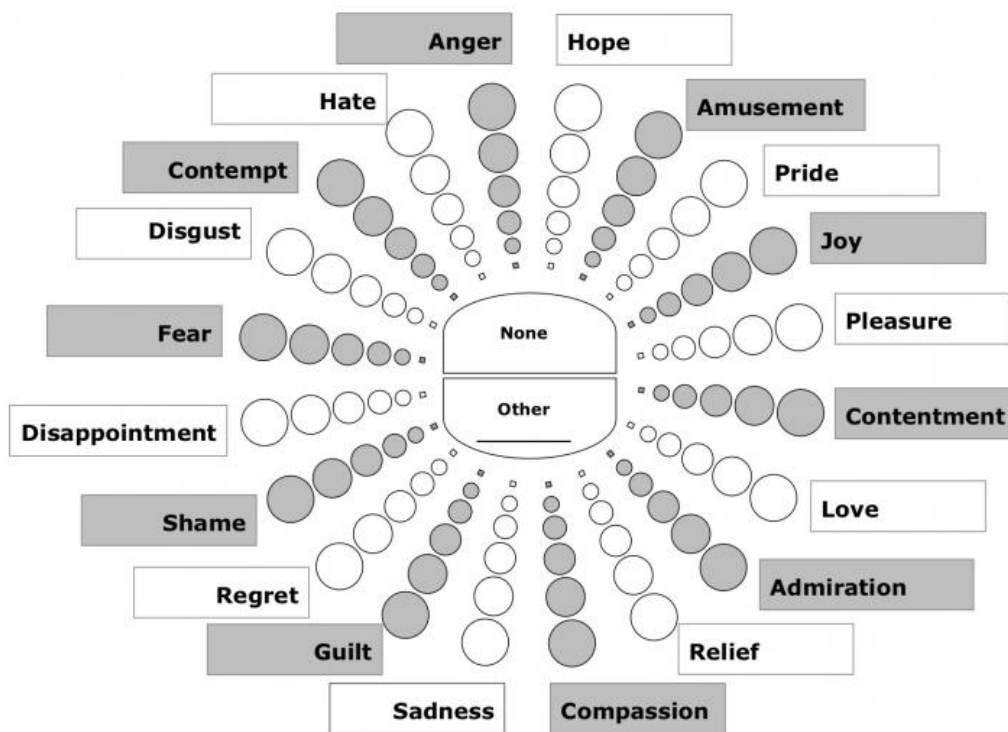 Anger
Hope
Hate
Amusement
Contempt
Pride
Disgust
Joy
Fear
None
Pleasure
Other
Contentment
Disappointment
Shame
Love
Regret
Admiration
Guilt
Relief
Sadness
Compassion